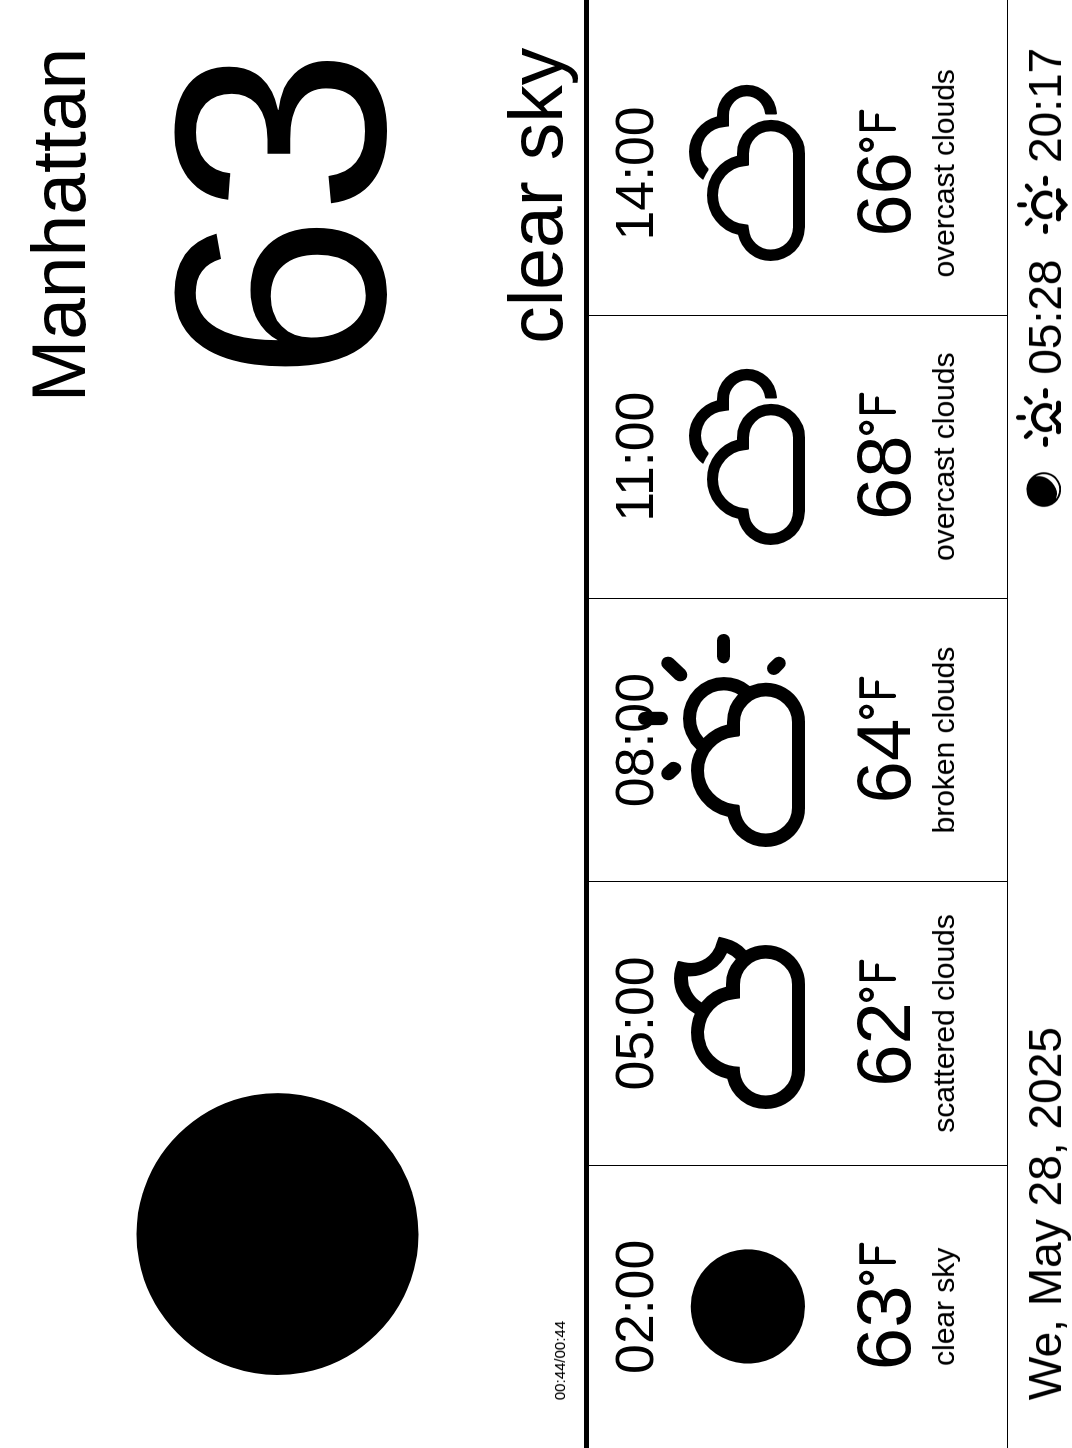 Manhattan
63
clear sky
00:44/00:44
02:00
05:00
08:00
11:00
14:00
63°F
62°F
64°F
68°F
66°F
clear sky
scattered clouds
broken clouds
overcast clouds
overcast clouds
We, May 28, 2025
05:28
20:17